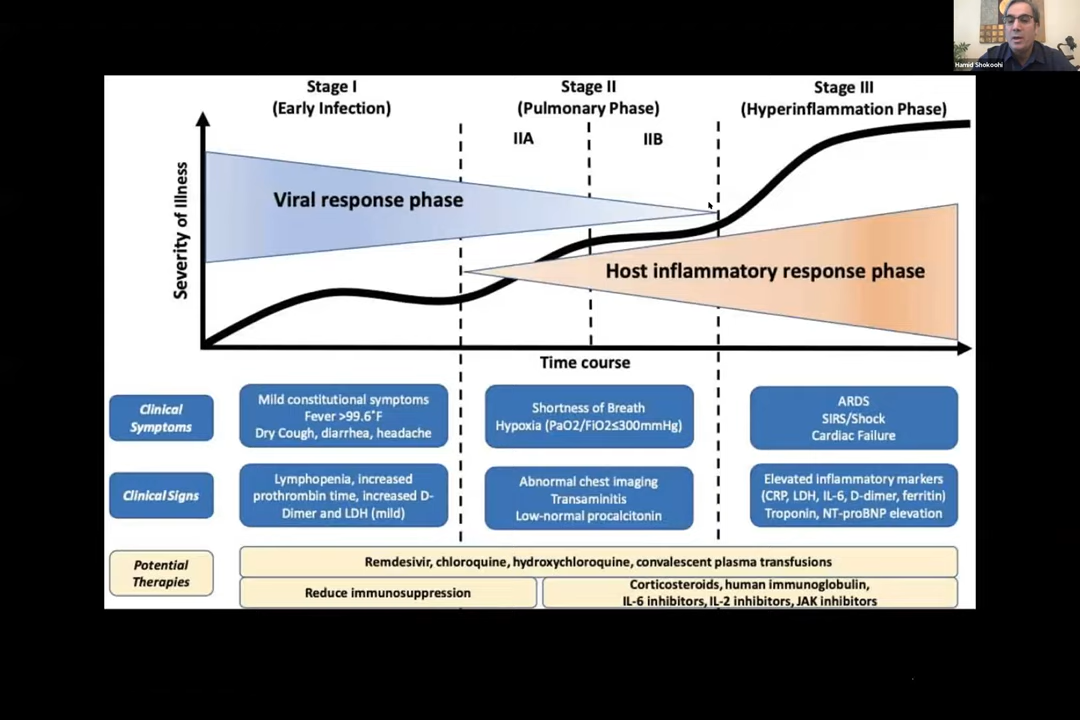 Hamid Shokoohi
Stage I
(Early Infection)
Stage II
(Pulmonary Phase)
Stage III
(Hyperinflammation Phase)
IIA
IIB
Severity of Illness
Viral response phase
Host inflammatory response phase
Time course
Clinical
Symptoms
Mild constitutional symptoms
Fever >99.6°F
Dry Cough, diarrhea, headache
Shortness of Breath
Hypoxia (PaO2/FiO2≤300mmHg)
ARDS
SIRS/Shock
Cardiac Failure
Clinical Signs
Lymphopenia, increased
prothrombin time, increased D-
Dimer and LDH (mild)
Abnormal chest imaging
Transaminitis
Low-normal procalcitonin
Elevated inflammatory markers
(CRP, LDH, IL-6, D-dimer, ferritin)
Troponin, NT-proBNP elevation
Potential
Therapies
Remdesivir, chloroquine, hydroxychloroquine, convalescent plasma transfusions
Reduce immunosuppression
Corticosteroids, human immunoglobulin,
IL-6 inhibitors, IL-2 inhibitors, JAK inhibitors